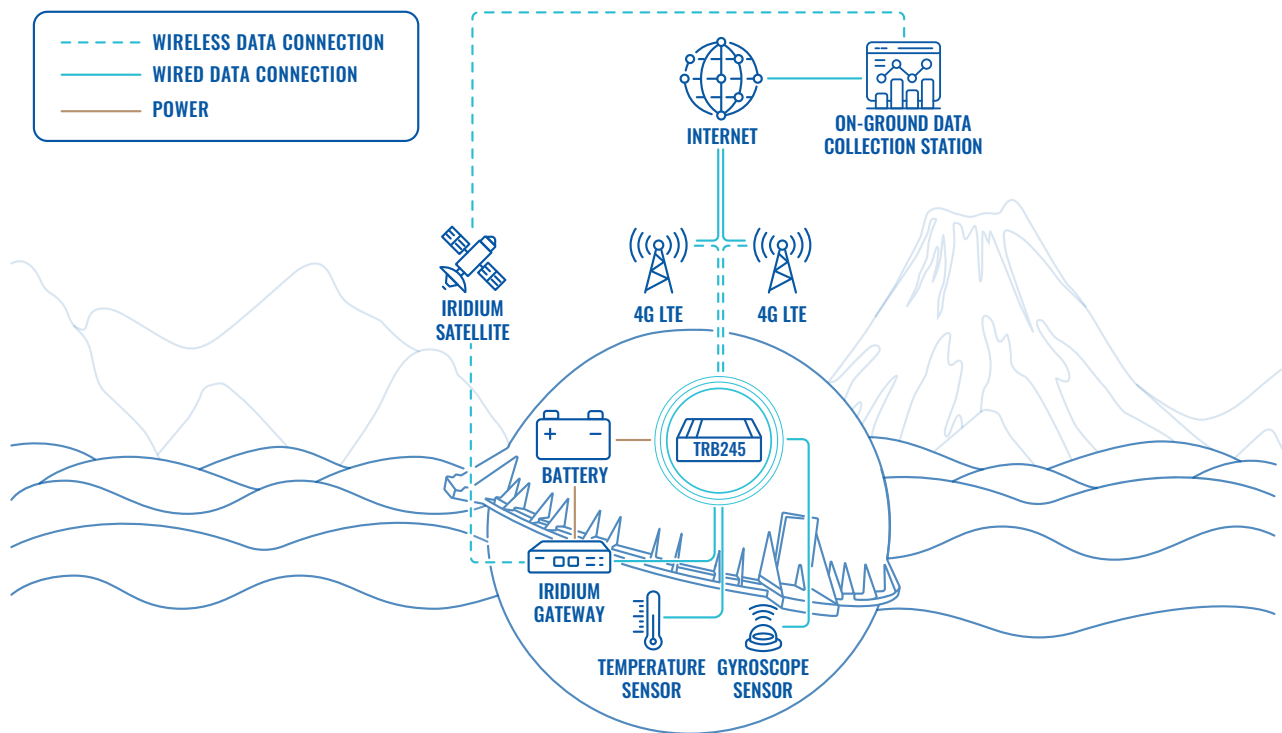 WIRELESS DATA CONNECTION
WIRED DATA CONNECTION
POWER
INTERNET
ON-GROUND DATA
COLLECTION STATION
IRIDIUM
SATELLITE
4G LTE
4G LTE
TRB245
BATTERY
IRIDIUM
GATEWAY
TEMPERATURE
SENSOR
GYROSCOPE
SENSOR